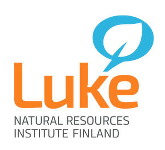 Luke
NATURAL RESOURCES
INSTITUTE FINLAND